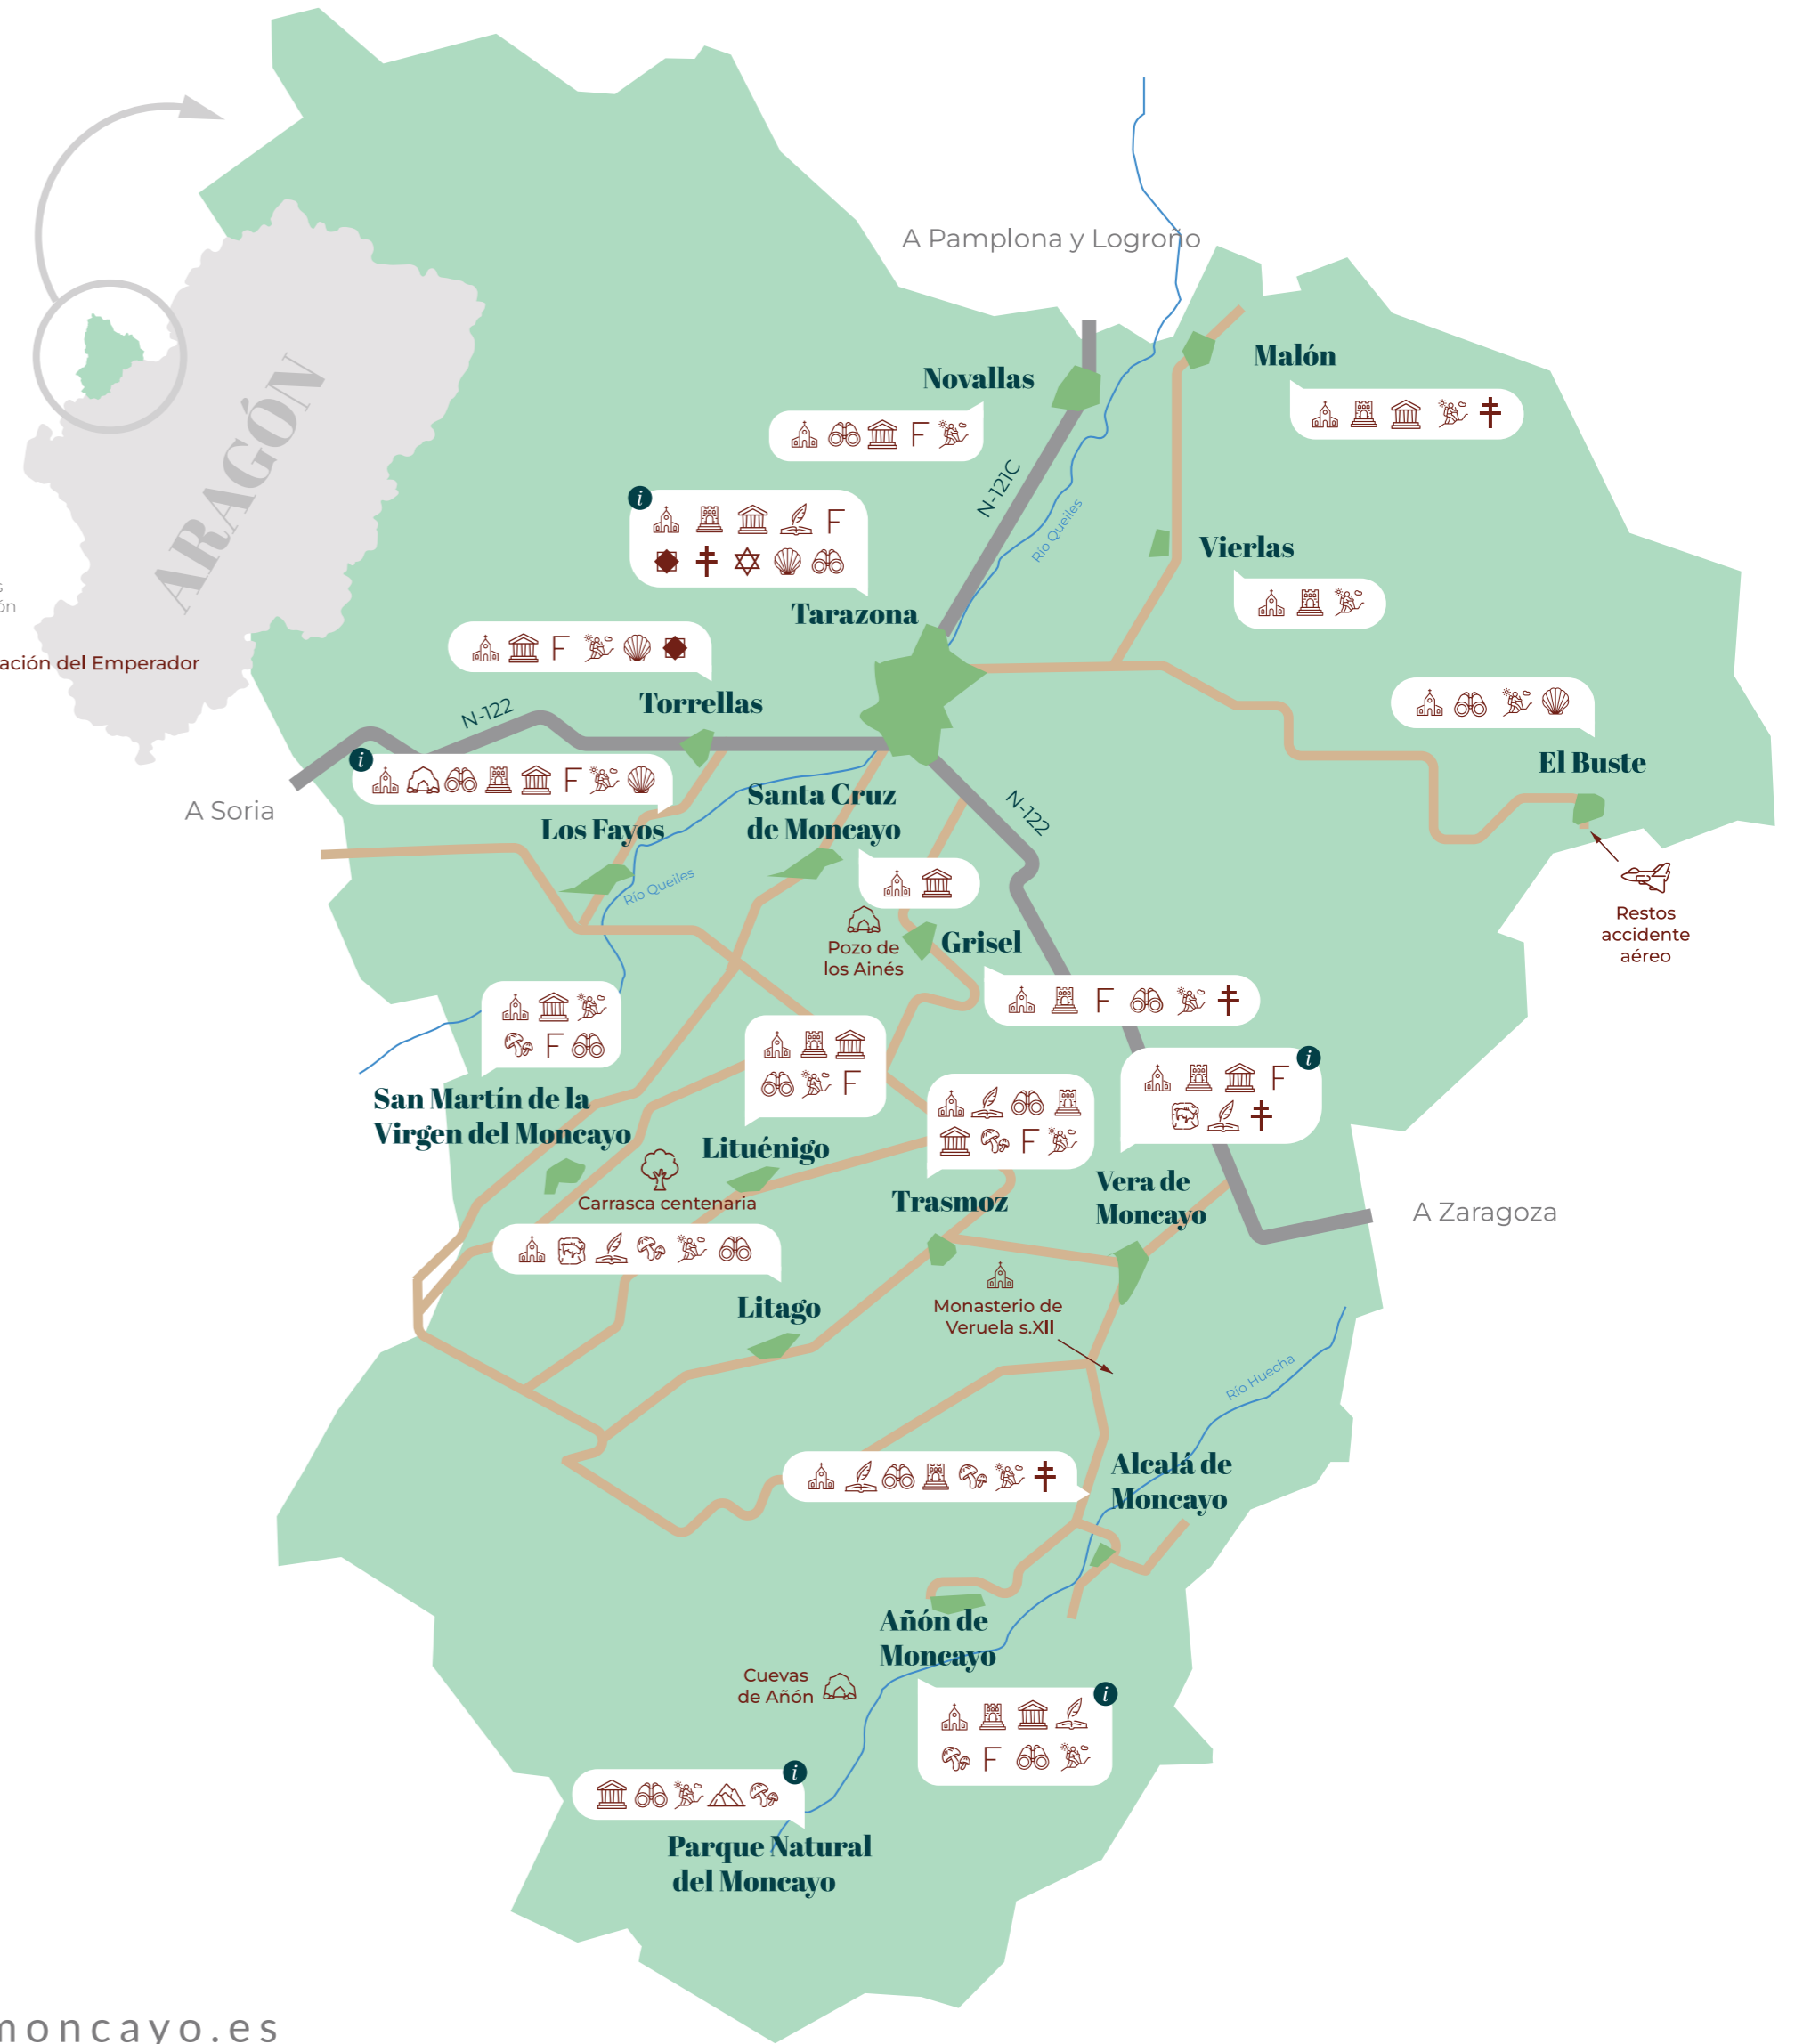 A Pamplona y Logroño
Malón
Novallas
F
N-121C
Río Queiles
i
F
Vierlas
Tarazona
ARAGÓN
ación del Emperador
F
Torrellas
N-122
El Buste
i
F
A Soria
Santa Cruz
de Moncayo
N-122
Los Fayos
Río Queiles
Restos
accidente
aéreo
Pozo de
los Ainés
Grisel
F
F
San Martín de la
Virgen del Moncayo
F
i
F
F
Lituénigo
Carrasca centenaria
Trasmoz
Vera de
Moncayo
A Zaragoza
Litago
Monasterio de
Veruela s.XII
Río Huecha
Alcalá de
Moncayo
Añón de
Moncayo
Cuevas
de Añón
i
F
i
Parque Natural
del Moncayo
moncayo.es